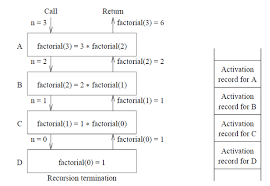 Call Return
n = 3 factorial(3) = 6
A factorial(3) = 3 * factorial(2)
n = 2 factorial(2) = 2
B factorial(2) = 2 * factorial(1)
n = 1 factorial(1) = 1
C factorial(1) = 1 * factorial(0)
n = 0 factorial(0) = 1
D factorial(0) = 1
Recursion termination
Activation
record for A
Activation
record for B
Activation
record for C
Activation
record for D